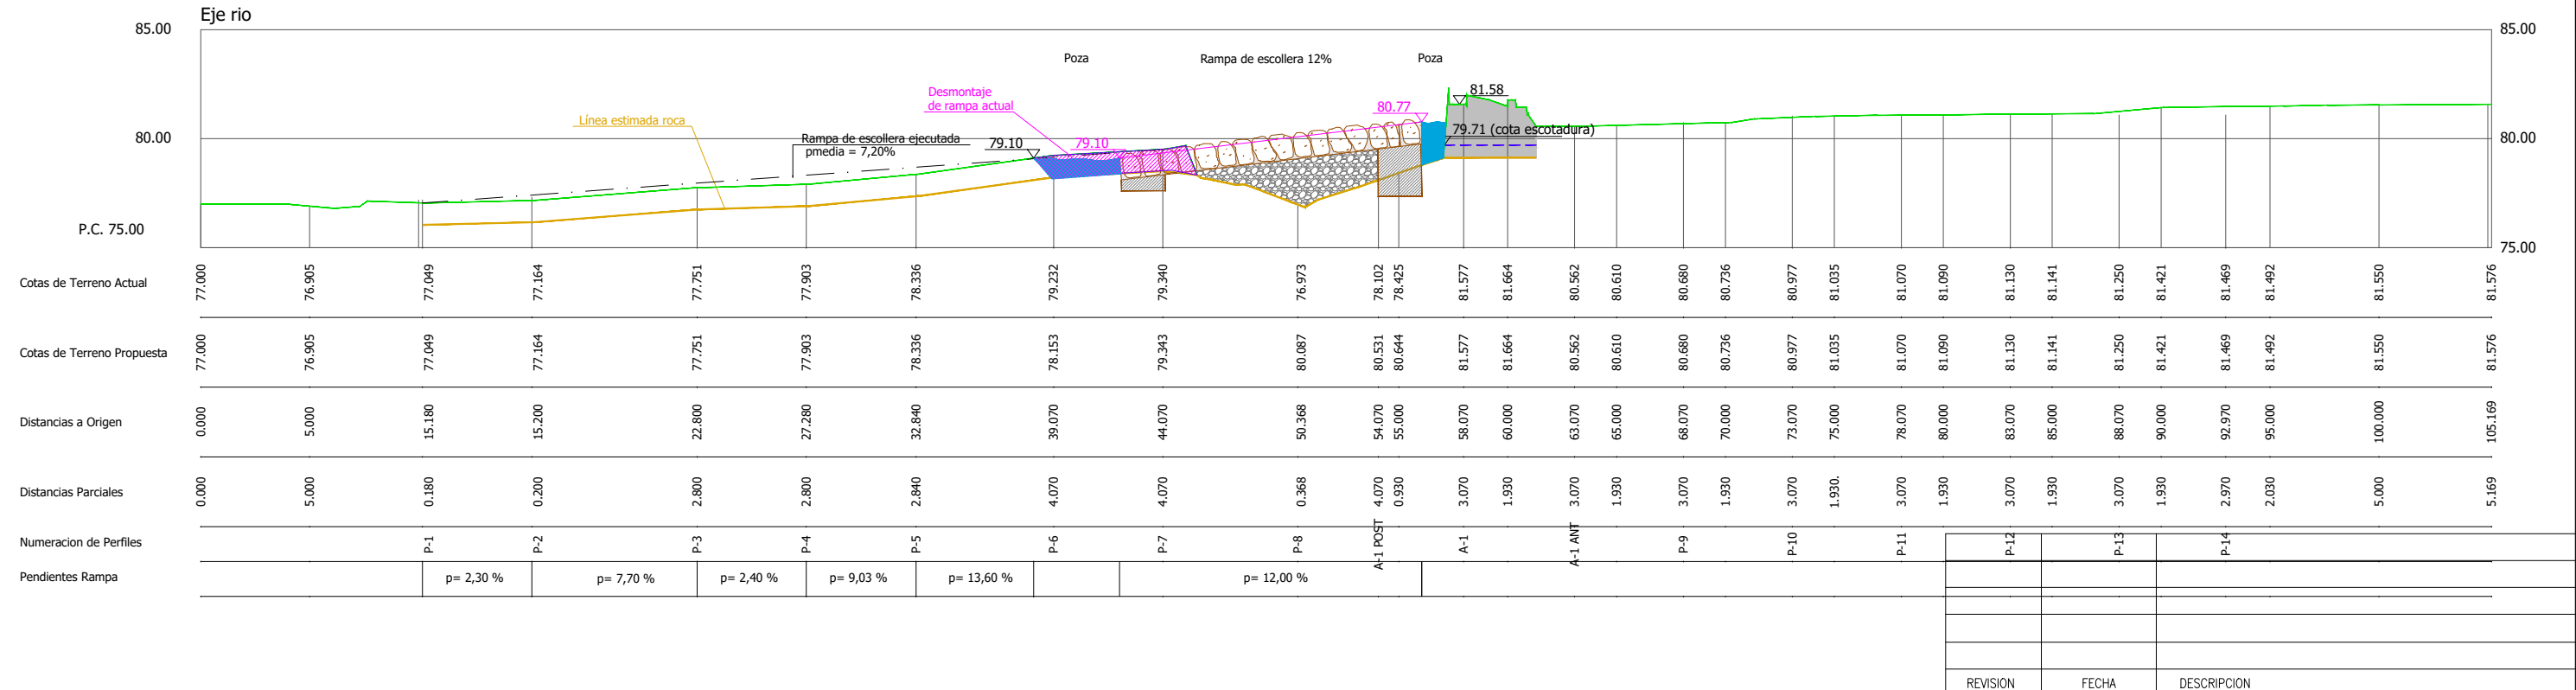 Eje rio
85.00
85.00
Poza
Rampa de escollera 12%
Poza
Desmontaje
de rampa actual
81.58
80.77
Línea estimada roca
Rampa de escollera ejecutada
pmedia = 7,20%
79.10
79.10
79.71 (cota escotadura)
80.00
80.00
P.C. 75.00
75.00
Cotas de Terreno Actual
77.000 76.905 77.049 77.164 77.751 77.903 78.336 79.232 79.340 76.973 78.102 78.425 81.577 81.664 80.562 80.610 80.680 80.736 80.977 81.035 81.070 81.090 81.130 81.141 81.250 81.421 81.469 81.492 81.550 81.576
Cotas de Terreno Propuesta
77.000 76.905 77.049 77.164 77.751 77.903 78.336 78.153 79.343 80.087 80.531 80.644 81.577 81.664 80.562 80.610 80.680 80.736 80.977 81.035 81.070 81.090 81.130 81.141 81.250 81.421 81.469 81.492 81.550 81.576
Distancias a Origen
0.000 5.000 15.180 15.200 22.800 27.280 32.840 39.070 44.070 50.368 54.070 55.000 58.070 60.000 63.070 65.000 68.070 70.000 73.070 75.000 78.070 80.000 83.070 85.000 88.070 90.000 92.970 95.000 100.000 105.169
Distancias Parciales
0.000 5.000 0.180 0.200 2.800 2.800 2.840 4.070 4.070 0.368 4.070 0.930 3.070 1.930 3.070 1.930 3.070 1.930 3.070 1.930. 3.070 1.930 3.070 1.930 3.070 1.930 2.970 2.030 5.000 5.169
Numeracion de Perfiles
P-1 P-2 P-3 P-4 P-5 P-6 P-7 P-8 A-1 POST A-1 A-1 ANT P-9 P-10 P-11 P-12 P-13 P-14
Pendientes Rampa
p= 2,30 % p= 7,70 % p= 2,40 % p= 9,03 % p= 13,60 % p= 12,00 %
REVISION FECHA DESCRIPCION